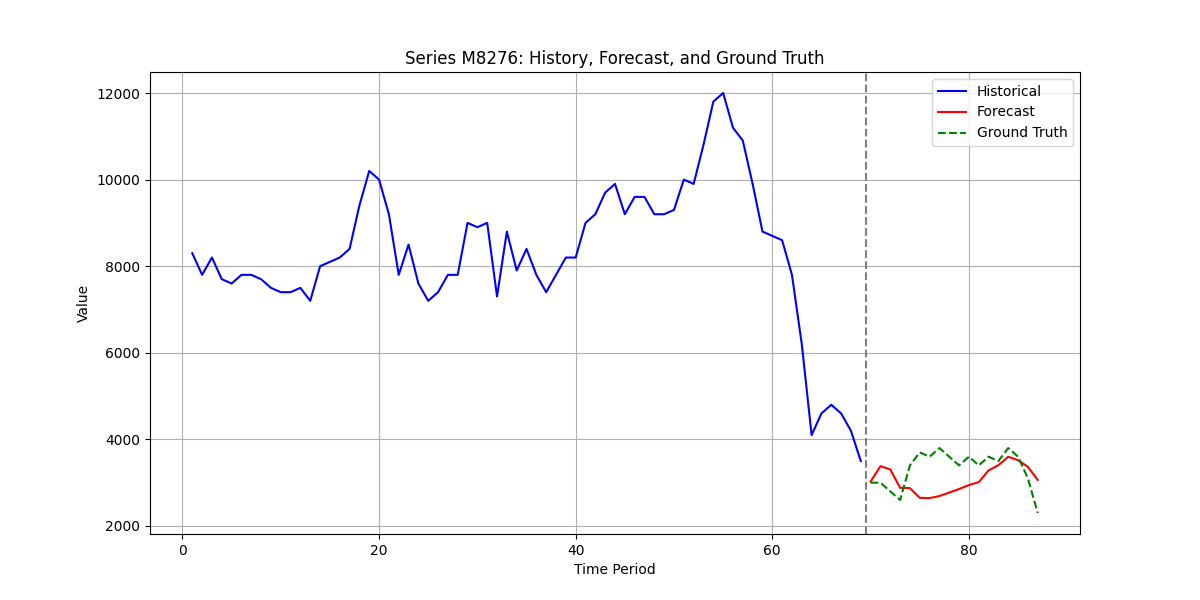 Series M8276: History, Forecast, and Ground Truth
Historical
Forecast
Ground Truth
12000
10000
8000
6000
4000
2000
Value
0
20
40
60
80
Time Period